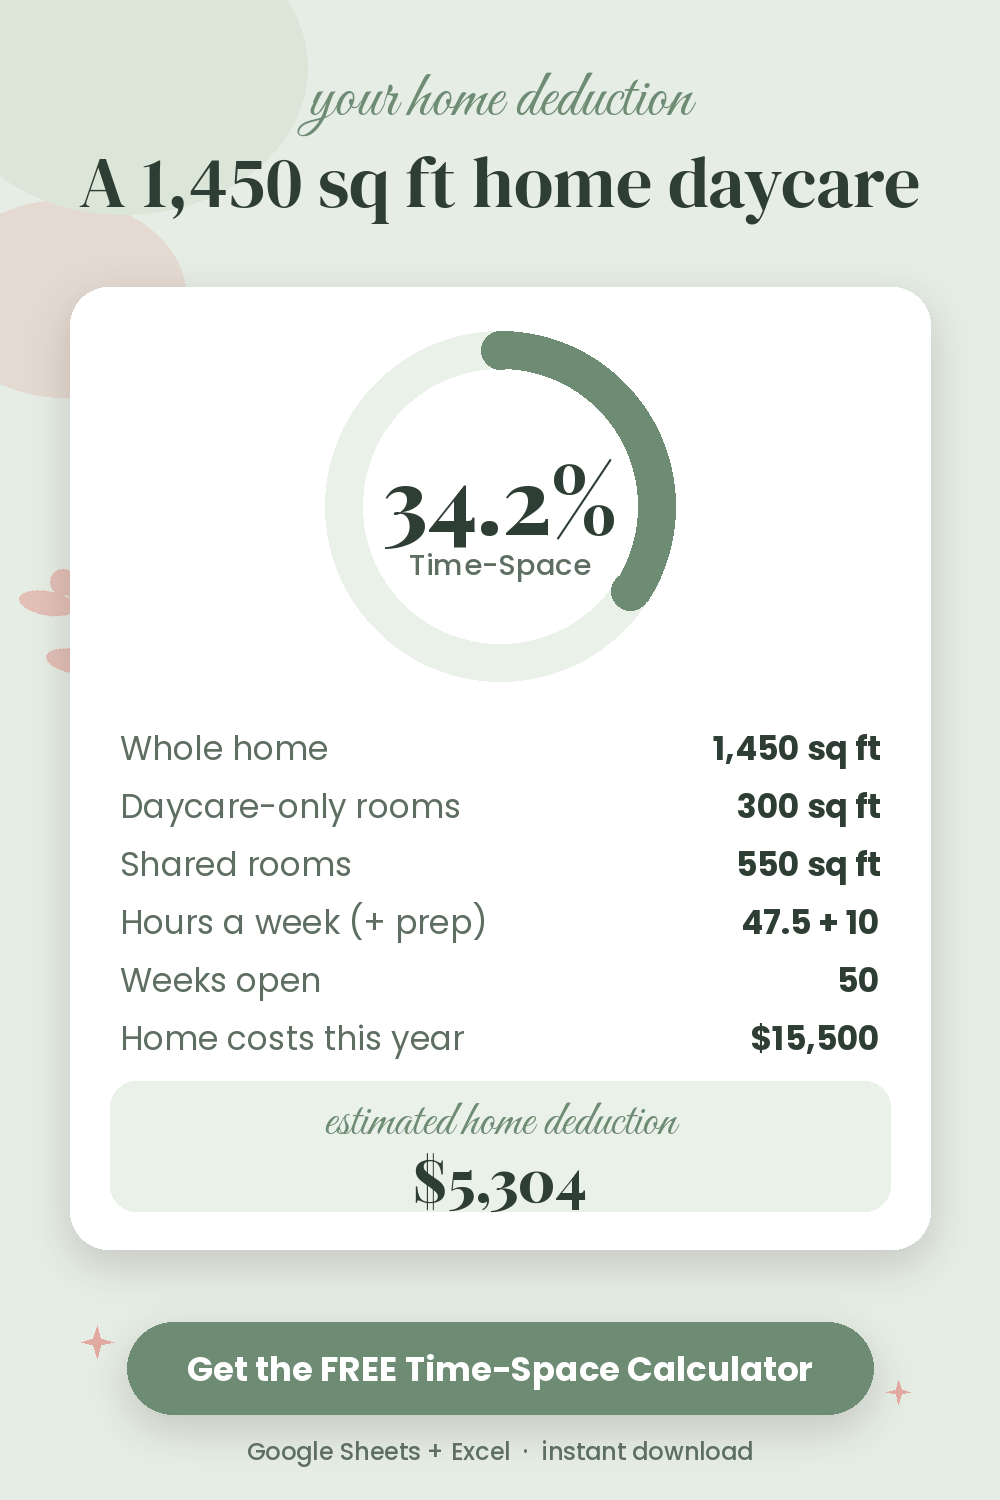 your home deduction
A 1,450 sq ft home daycare
34.2%
Time-Space
Whole home 1,450 sq ft
Daycare-only rooms 300 sq ft
Shared rooms 550 sq ft
Hours a week (+ prep) 47.5 + 10
Weeks open 50
Home costs this year $15,500
estimated home deduction
$5,304
Get the FREE Time-Space Calculator
Google Sheets + Excel · instant download